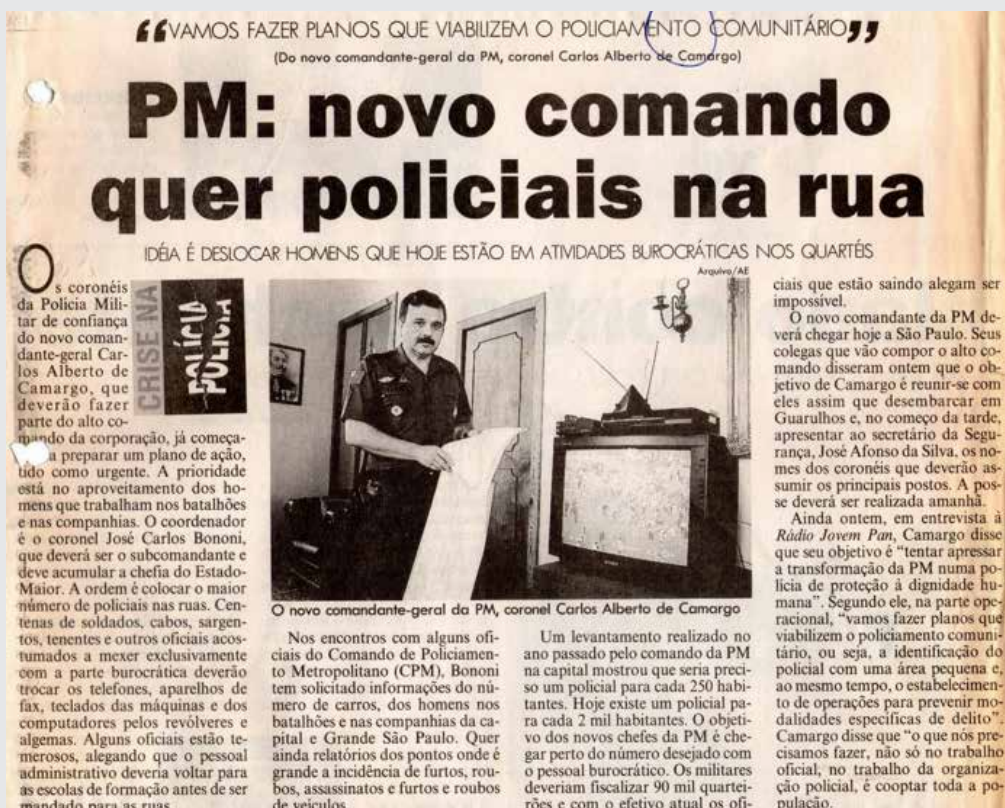 “VAMOS FAZER PLANOS QUE VIABILIZEM O POLICIAMENTO COMUNITÁRIO”
(Do novo comandante-geral da PM, coronel Carlos Alberto de Camargo)
PM: novo comando
quer policiais na rua
IDÉIA É DESLOCAR HOMENS QUE HOJE ESTÃO EM ATIVIDADES BUROCRÁTICAS NOS QUARTÉIS
Os coronéis
da Polícia Mili-
tar de confiança
do novo coman-
dante-geral Car-
los Alberto de
Camargo, que
deverão fazer
parte do alto co-
mando da corporação, já começa-
a preparar um plano de ação,
tido como urgente. A prioridade
está no aproveitamento dos ho-
mens que trabalham nos batalhões
e nas companhias. O coordenador
é o coronel José Carlos Bononi,
que deverá ser o subcomandante e
deve acumular a chefia do Estado-
Maior. A ordem é colocar o maior
número de policiais nas ruas. Cen-
tenas de soldados, cabos, sargen-
tos, tenentes e outros oficiais acos-
tumados a mexer exclusivamente
com a parte burocrática deverão
trocar os telefones, aparelhos de
fax, teclados das máquinas e dos
computadores pelos revólveres e
algemas. Alguns oficiais estão te-
merosos, alegando que o pessoal
administrativo deveria voltar para
as escolas de formação antes de ser
mandado para as ruas.
CRISE NA
POLÍCIA
POLÍCIA
Arquivo/AE
O novo comandante-geral da PM, coronel Carlos Alberto de Camargo
Nos encontros com alguns ofi-
ciais do Comando de Policiamen-
to Metropolitano (CPM), Bononi
tem solicitado informações do nú-
mero de carros, dos homens nos
batalhões e nas companhias da ca-
pital e Grande São Paulo. Quer
ainda relatórios dos pontos onde é
grande a incidência de furtos, rou-
bos, assassinatos e furtos e roubos
de veículos.
Um levantamento realizado no
ano passado pelo comando da PM
na capital mostrou que seria preci-
so um policial para cada 250 habi-
tantes. Hoje existe um policial pa-
ra cada 2 mil habitantes. O objeti-
vo dos novos chefes da PM é che-
gar perto do número desejado com
o pessoal burocrático. Os militares
deveriam fiscalizar 90 mil quartei-
rões e com o efetivo atual os ofi-
ciais que estão saindo alegam ser
impossível.
O novo comandante da PM de-
verá chegar hoje a São Paulo. Seus
colegas que vão compor o alto co-
mando disseram ontem que o ob-
jetivo de Camargo é reunir-se com
eles assim que desembarcar em
Guarulhos e, no começo da tarde,
apresentar ao secretário da Segu-
rança, José Afonso da Silva, os no-
mes dos coronéis que deverão as-
sumir os principais postos. A pos-
se deverá ser realizada amanhã.
Ainda ontem, em entrevista à
Rádio Jovem Pan, Camargo disse
que seu objetivo é “tentar apressar
a transformação da PM numa po-
lícia de proteção à dignidade hu-
mana”. Segundo ele, na parte ope-
racional, “vamos fazer planos que
viabilizem o policiamento comuni-
tário, ou seja, a identificação do
policial com uma área pequena e,
ao mesmo tempo, o estabelecimen-
to de operações para prevenir mo-
dalidades específicas de delito”.
Camargo disse que “o que nós pre-
cisamos fazer, não só no trabalho
oficial, no trabalho da organiza-
ção policial, é cooptar toda a po-
pulação.